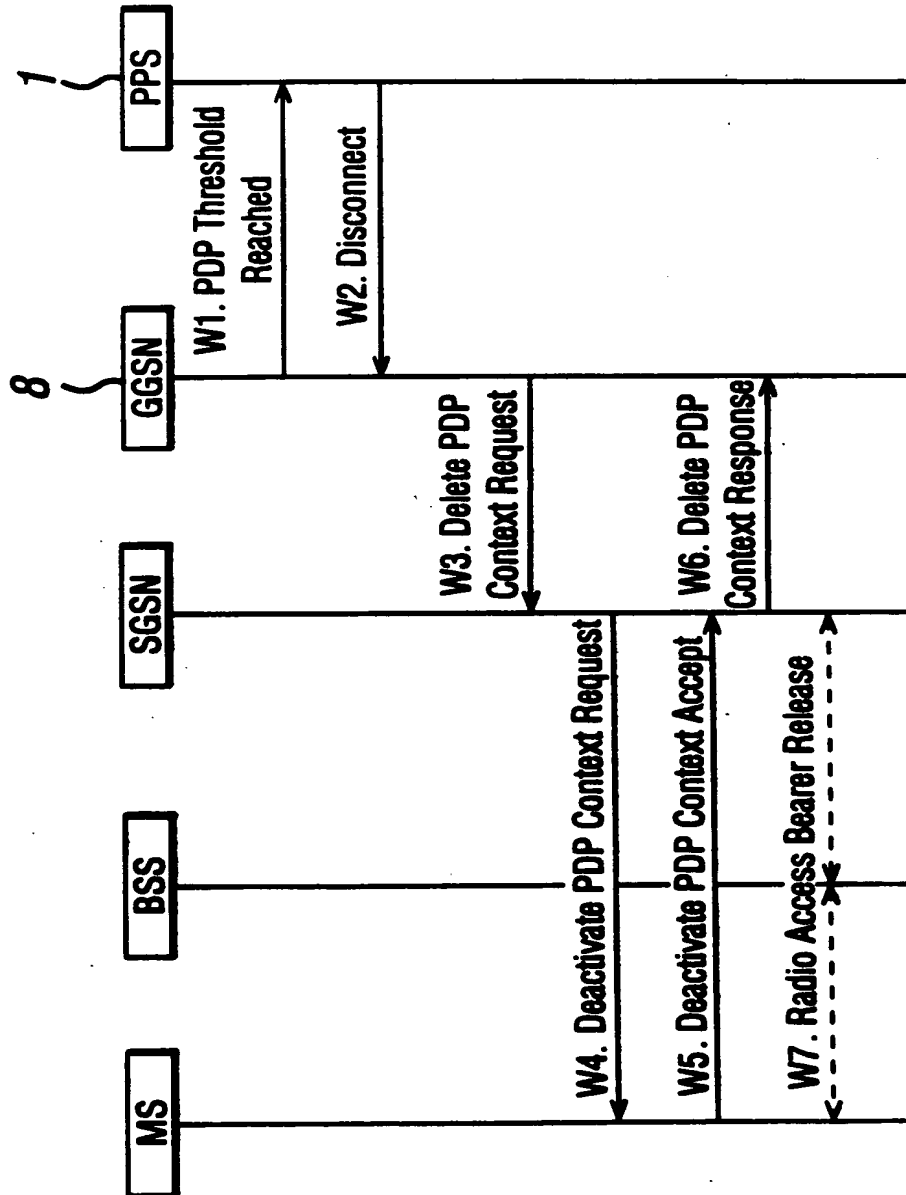 8
1
MS
BSS
SGSN
GGSN
PPS
W1. PDP Threshold
Reached
W2. Disconnect
W3. Delete PDP
Context Request
W4. Deactivate PDP Context Request
W5. Deactivate PDP Context Accept
W6. Delete PDP
Context Response
W7. Radio Access Bearer Release